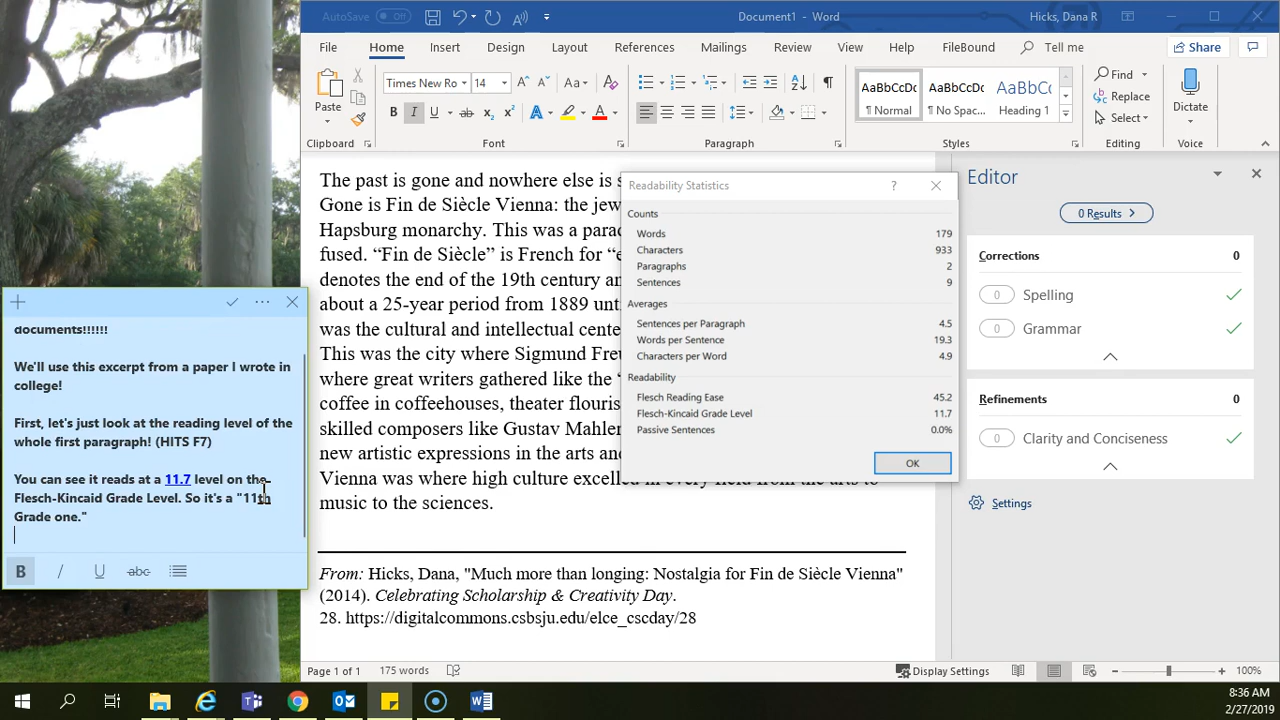 AutoSave Off
Document1 - Word
Hicks, Dana R
File Home Insert Design Layout References Mailings Review View Help FileBound Tell me Share
Paste
Times New Ro 14
B I U abc x₂ x² A A
Aa
AaBbCcDc AaBbCcDc AaBbCc
¶ Normal ¶ No Spac... Heading 1
Find
Replace
Select
Dictate
Clipboard Font Paragraph Styles Editing Voice
The past is gone and nowhere else is s
Gone is Fin de Siècle Vienna: the jew
Hapsburg monarchy. This was a para
fused. “Fin de Siècle” is French for “e
denotes the end of the 19th century an
about a 25-year period from 1889 unti
was the cultural and intellectual cente
This was the city where Sigmund Freu
where great writers gathered like the “
coffee in coffeehouses, theater flouris
skilled composers like Gustav Mahler
new artistic expressions in the arts and
Vienna was where high culture excelled in every field from the arts to
music to the sciences.
From: Hicks, Dana, "Much more than longing: Nostalgia for Fin de Siècle Vienna"
(2014). Celebrating Scholarship & Creativity Day.
28. https://digitalcommons.csbsju.edu/elce_cscday/28
Readability Statistics ?
Counts
Words 179
Characters 933
Paragraphs 2
Sentences 9
Averages
Sentences per Paragraph 4.5
Words per Sentence 19.3
Characters per Word 4.9
Readability
Flesch Reading Ease 45.2
Flesch-Kincaid Grade Level 11.7
Passive Sentences 0.0%
OK
Editor
0 Results
Corrections 0
0 Spelling
0 Grammar
Refinements 0
0 Clarity and Conciseness
Settings
documents!!!!!!
We'll use this excerpt from a paper I wrote in
college!
First, let's just look at the reading level of the
whole first paragraph! (HITS F7)
You can see it reads at a 11.7 level on the
Flesch-Kincaid Grade Level. So it's a "11th
Grade one."
B I U abc
Page 1 of 1 175 words
Display Settings
100%
8:36 AM
2/27/2019